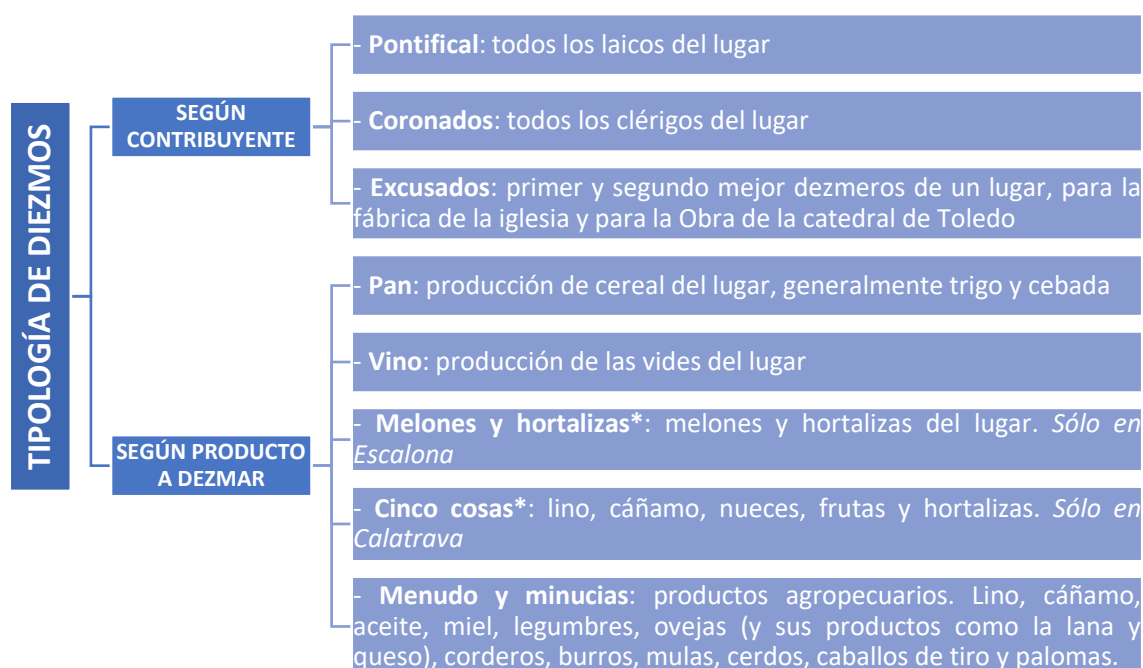 TIPOLOGÍA DE DIEZMOS
SEGÚN
CONTRIBUYENTE
- Pontifical: todos los laicos del lugar
- Coronados: todos los clérigos del lugar
- Excusados: primer y segundo mejor dezmeros de un lugar, para la
fábrica de la iglesia y para la Obra de la catedral de Toledo
SEGÚN PRODUCTO
A DEZMAR
- Pan: producción de cereal del lugar, generalmente trigo y cebada
- Vino: producción de las vides del lugar
- Melones y hortalizas*: melones y hortalizas del lugar. Sólo en
Escalona
- Cinco cosas*: lino, cáñamo, nueces, frutas y hortalizas. Sólo en
Calatrava
- Menudo y minucias: productos agropecuarios. Lino, cáñamo,
aceite, miel, legumbres, ovejas (y sus productos como la lana y
queso), corderos, burros, mulas, cerdos, caballos de tiro y palomas.